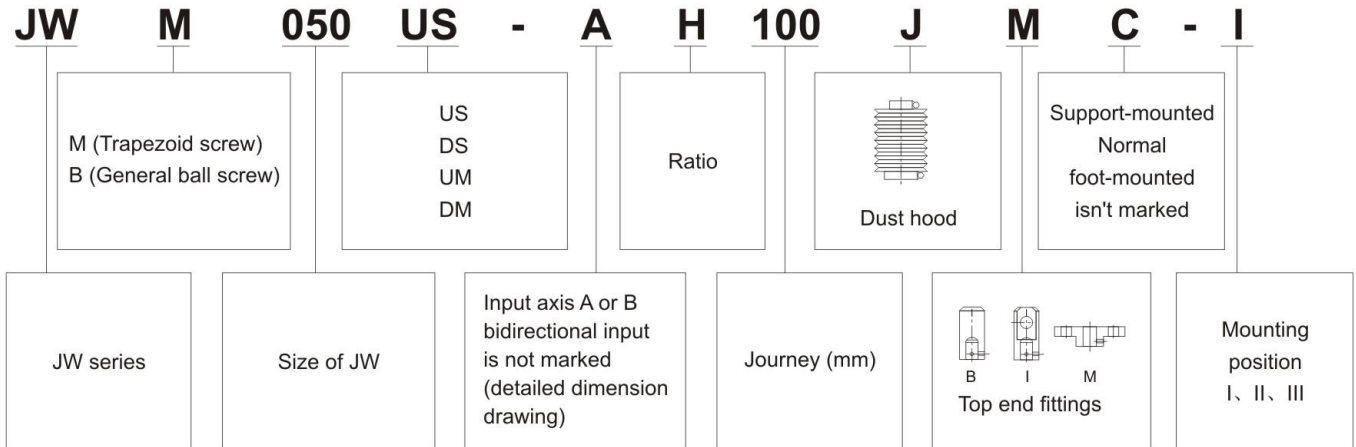 JW M 050 US - A H 100 J M C - I
M (Trapezoid screw)
B (General ball screw)
US
DS
UM
DM
Ratio
Dust hood
Support-mounted
Normal
foot-mounted
isn't marked
JW series
Size of JW
Input axis A or B
bidirectional input
is not marked
(detailed dimension
drawing)
Journey (mm)
B I M
Top end fittings
Mounting
position
I、II、III